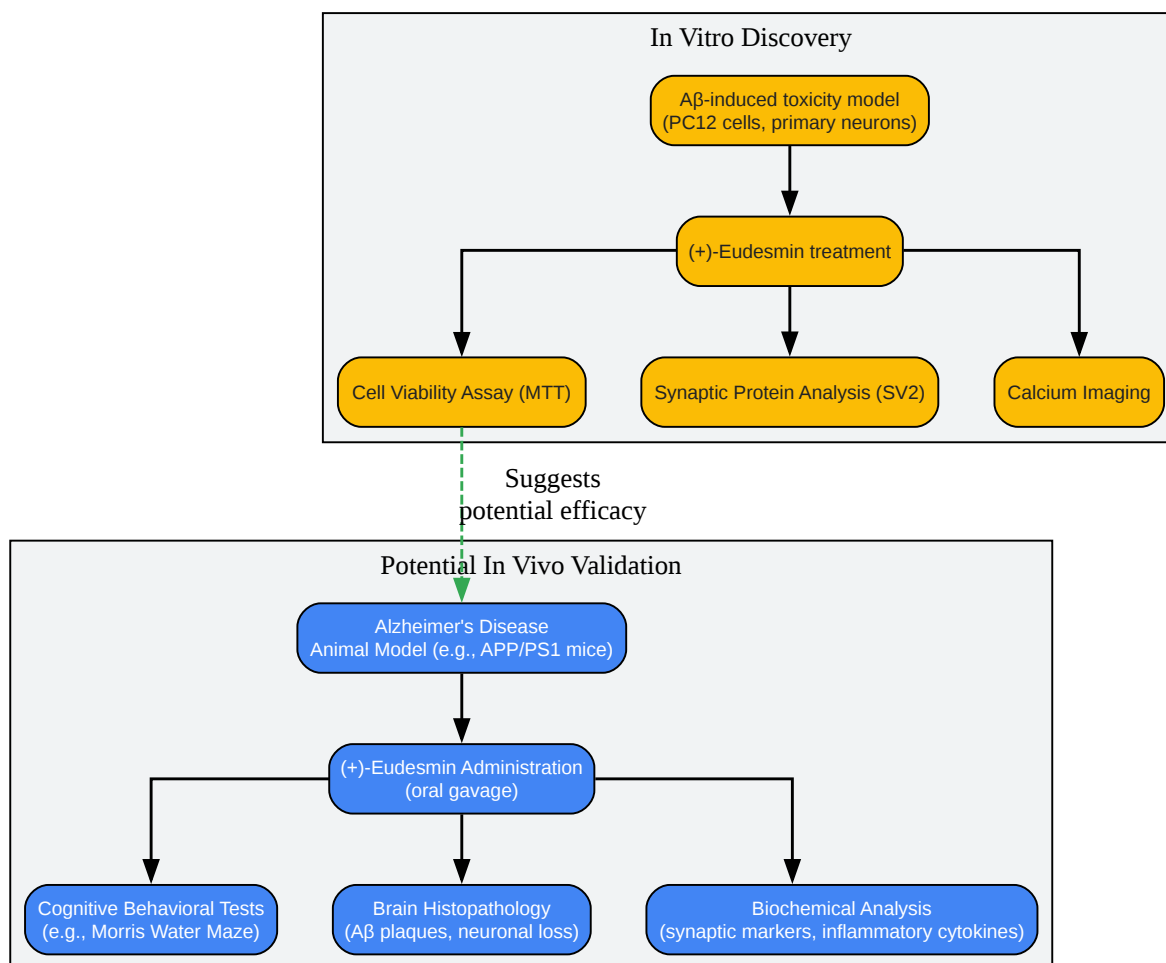 In Vitro Discovery
Aβ-induced toxicity model
(PC12 cells, primary neurons)
(+)-Eudesmin treatment
Cell Viability Assay (MTT)
Synaptic Protein Analysis (SV2)
Calcium Imaging
Suggests
potential efficacy
Potential In Vivo Validation
Alzheimer's Disease
Animal Model (e.g., APP/PS1 mice)
(+)-Eudesmin Administration
(oral gavage)
Cognitive Behavioral Tests
(e.g., Morris Water Maze)
Brain Histopathology
(Aβ plaques, neuronal loss)
Biochemical Analysis
(synaptic markers, inflammatory cytokines)